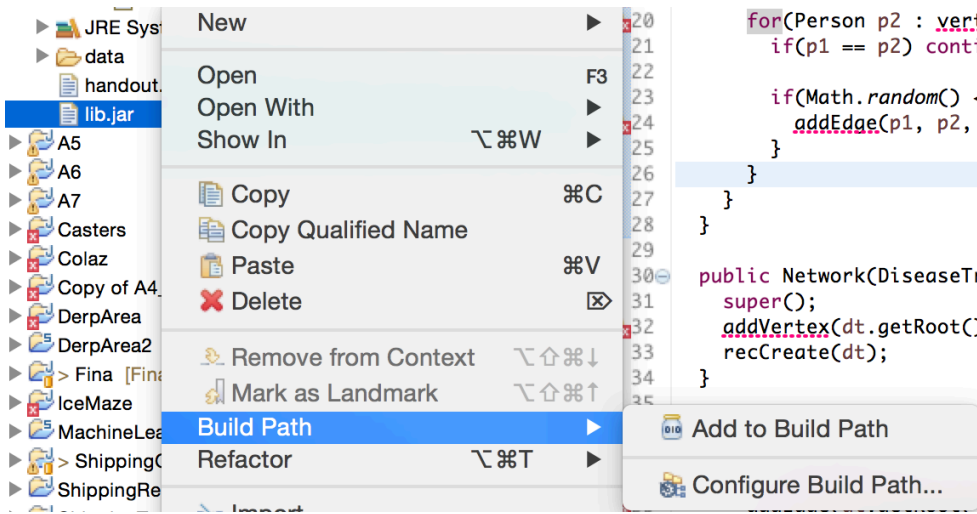 JRE Sys
data
handout.
lib.jar
A5
A6
A7
Casters
Colaz
Copy of A4_
DerpArea
DerpArea2
> Fina [Fina
IceMaze
MachineLea
> ShippingC
ShippingRe
New
Open F3
Open With
Show In ⌥⌘W
Copy ⌘C
Copy Qualified Name
Paste ⌘V
Delete ⌦
Remove from Context ⌥⇧⌘↓
Mark as Landmark ⌥⇧⌘↑
Build Path
Refactor ⌥⌘T
Import
Add to Build Path
Configure Build Path...
20 for(Person p2 : vert
21 if(p1 == p2) conti
22
23 if(Math.random() <
24 addEdge(p1, p2,
25 }
26 }
27 }
28 }
29
30 public Network(DiseaseTr
31 super();
32 addVertex(dt.getRoot()
33 recCreate(dt);
34 }
35